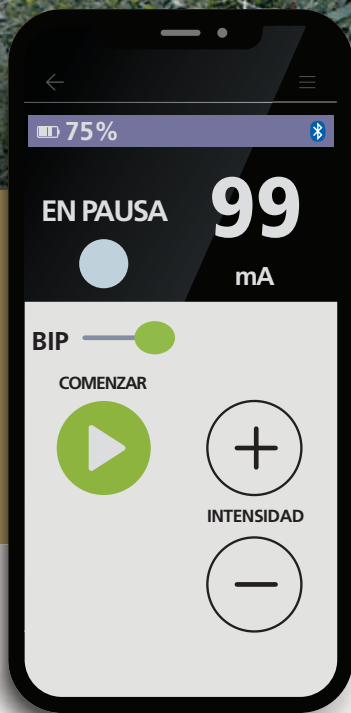 75%
EN PAUSA
99
mA
BIP
COMENZAR
INTENSIDAD